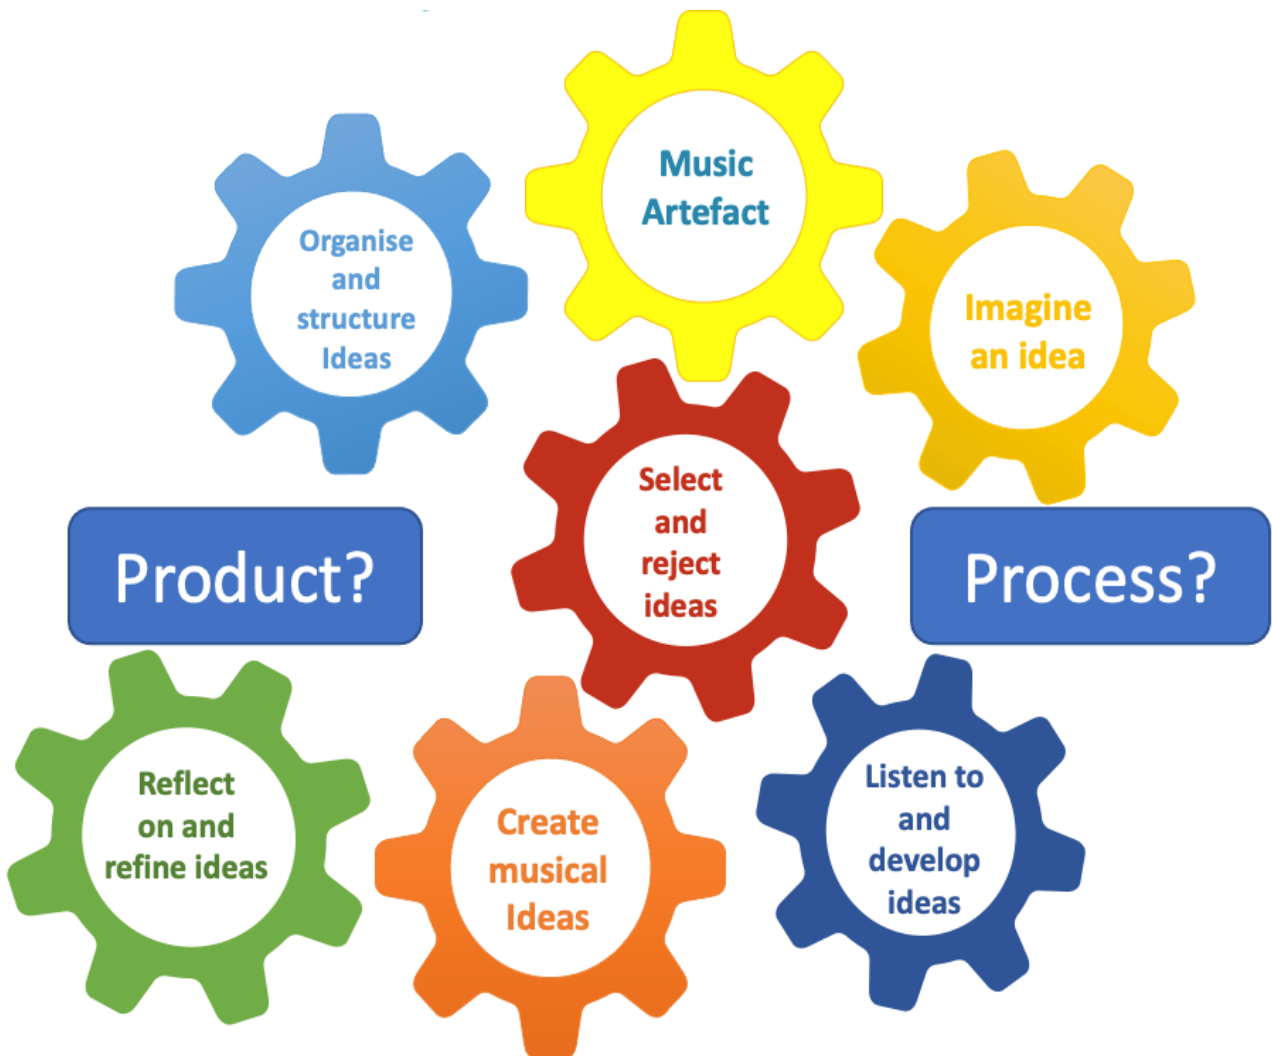 Music
Artefact
Organise
and
structure
Ideas
Imagine
an idea
Select
and
reject
ideas
Product?
Process?
Reflect
on and
refine ideas
Create
musical
Ideas
Listen to
and
develop
ideas